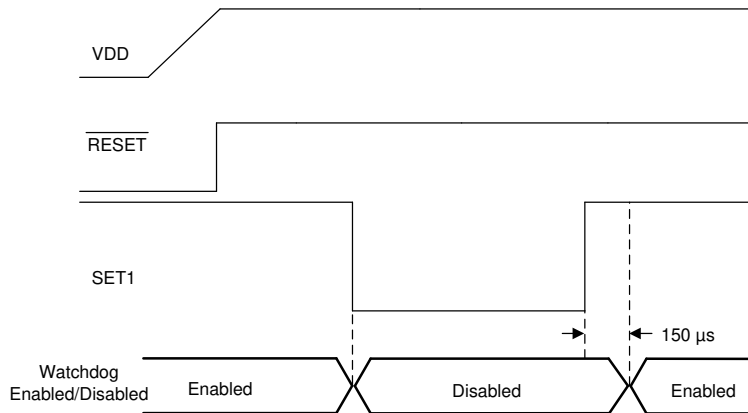 VDD
RESET
SET1
150 µs
Watchdog
Enabled/Disabled
Enabled
Disabled
Enabled